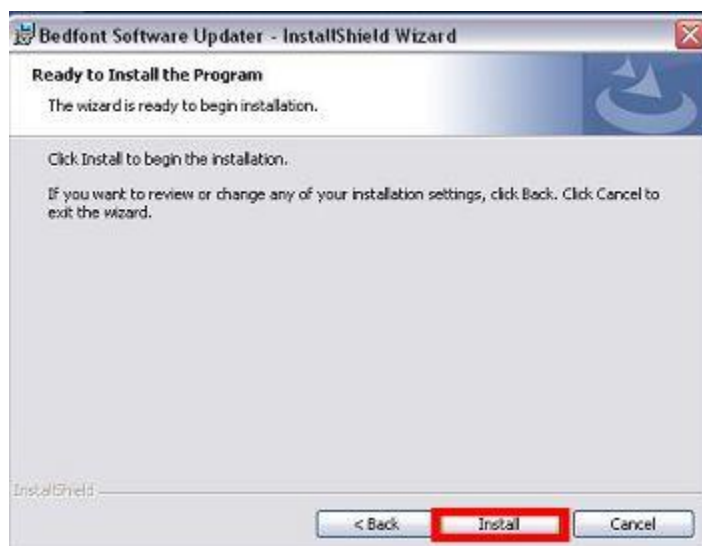 Bedfont Software Updater - InstallShield Wizard
Ready to Install the Program
The wizard is ready to begin installation.
Click Install to begin the installation.
If you want to review or change any of your installation settings, click Back. Click Cancel to
exit the wizard.
InstallShield
< Back Install Cancel